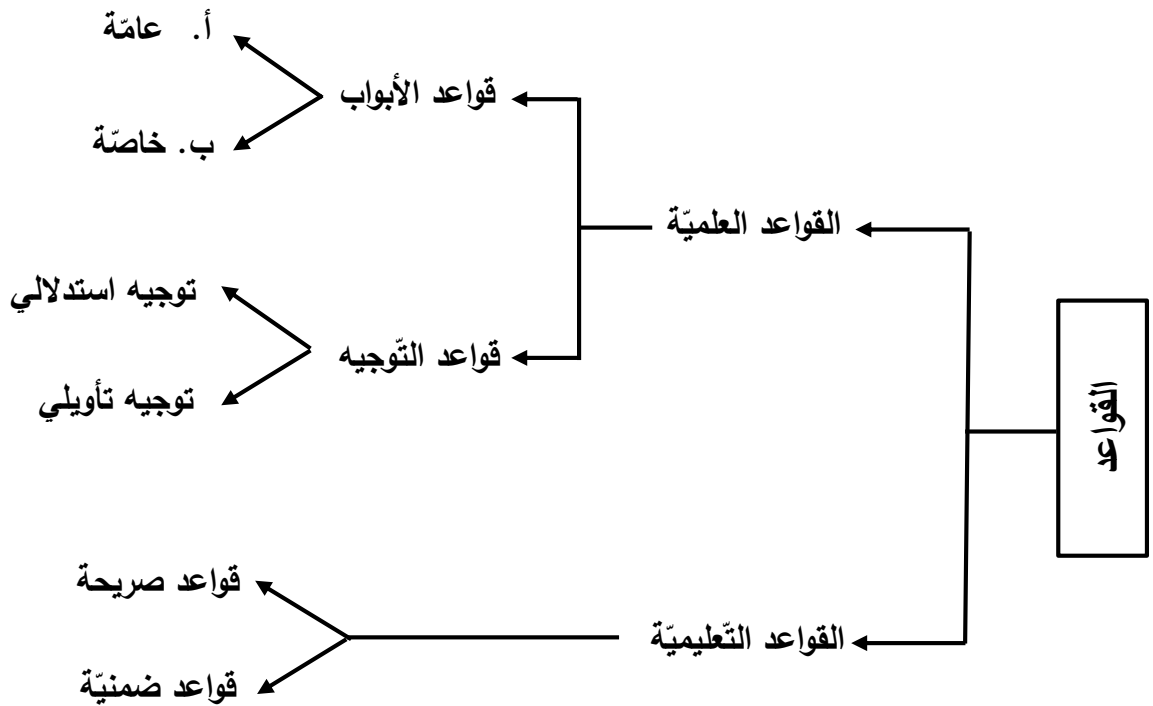 القواعد
القواعد العلميّة
قواعد الأبواب
أ. عامّة
ب. خاصّة
قواعد التّوجيه
توجيه استدلالي
توجيه تأويلي
القواعد التّعليميّة
قواعد صريحة
قواعد ضمنيّة